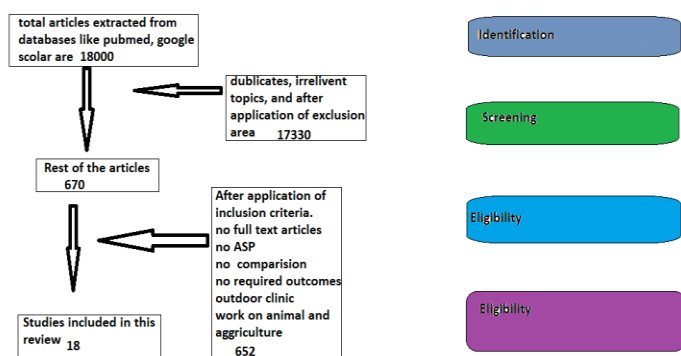 total articles extracted from
databases like pubmed, google
scolar are 18000
Identification
dublicates, irrelivent
topics, and after
application of exclusion
area 17330
Screening
Rest of the articles
670
After application of
inclusion criteria.
no full text articles
no ASP
no comparision
no required outcomes
outdoor clinic
work on animal and
aggriculture
652
Eligibility
Studies included in this
review 18
Eligibility